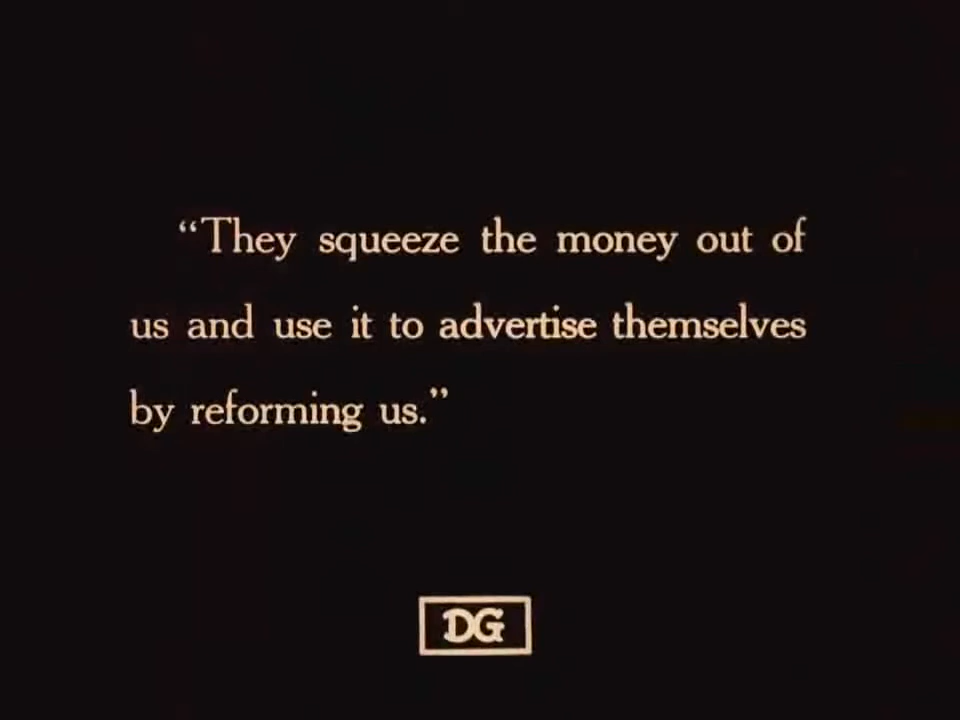 “They squeeze the money out of
us and use it to advertise themselves
by reforming us.”
DG